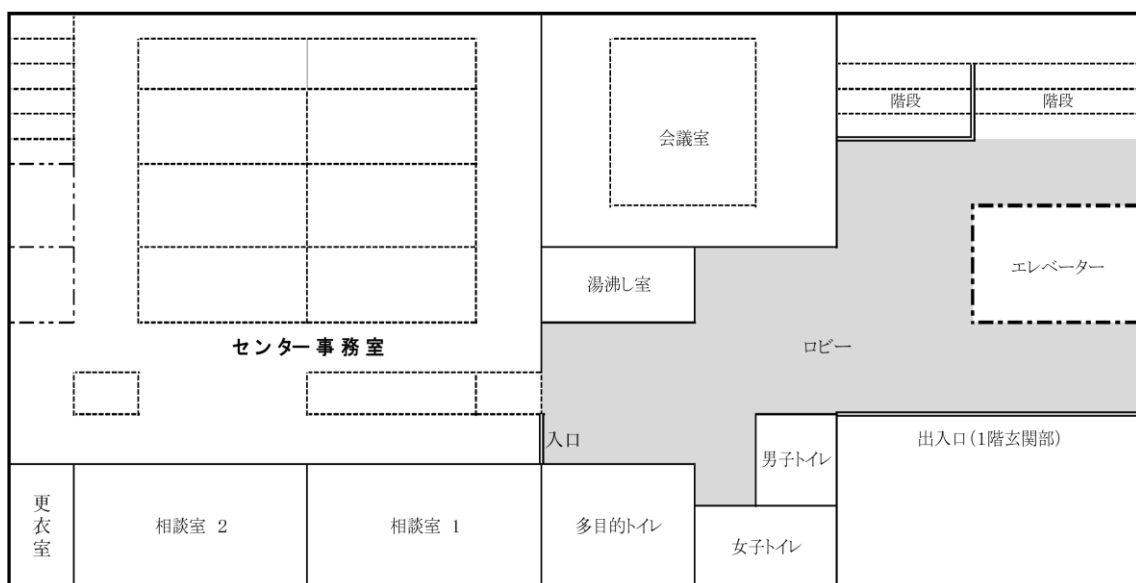 階段
階段
会議室
エレベーター
湯沸し室
センター事務室
ロビー
入口
出入口(1階玄関部)
男子トイレ
更衣室
相談室 2
相談室 1
多目的トイレ
女子トイレ